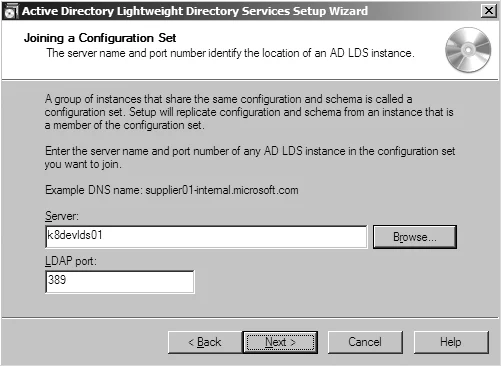 Active Directory Lightweight Directory Services Setup Wizard
Joining a Configuration Set
The server name and port number identify the location of an AD LDS instance.
A group of instances that share the same configuration and schema is called a
configuration set. Setup will replicate configuration and schema from an instance that is
a member of the configuration set.
Enter the server name and port number of any AD LDS instance in the configuration set
you want to join.
Example DNS name: supplier01-internal.microsoft.com
Server:
k8devlds01
Browse...
LDAP port:
389
< Back Next > Cancel Help